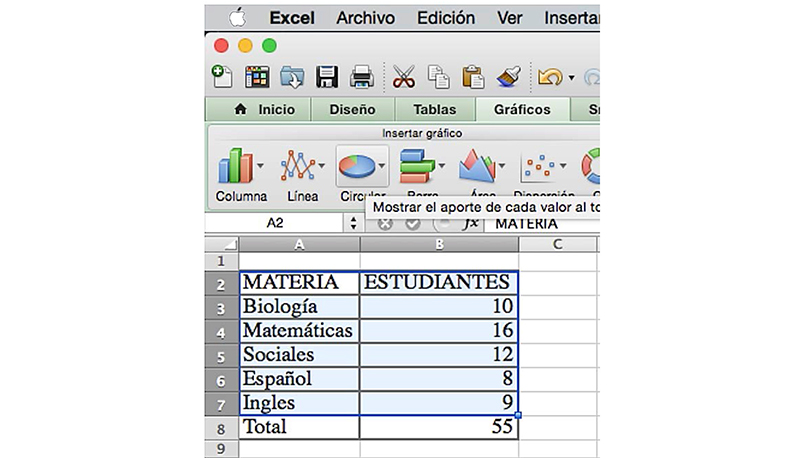 Excel Archivo Edición Ver Insertar
Inicio Diseño Tablas Gráficos S
Insertar gráfico
Columna Línea Circular Barra Área Dispersión
Mostrar el aporte de cada valor al to
A2 fx MATERIA
A B C
1
2 MATERIA ESTUDIANTES
3 Biología 10
4 Matemáticas 16
5 Sociales 12
6 Español 8
7 Ingles 9
8 Total 55
9